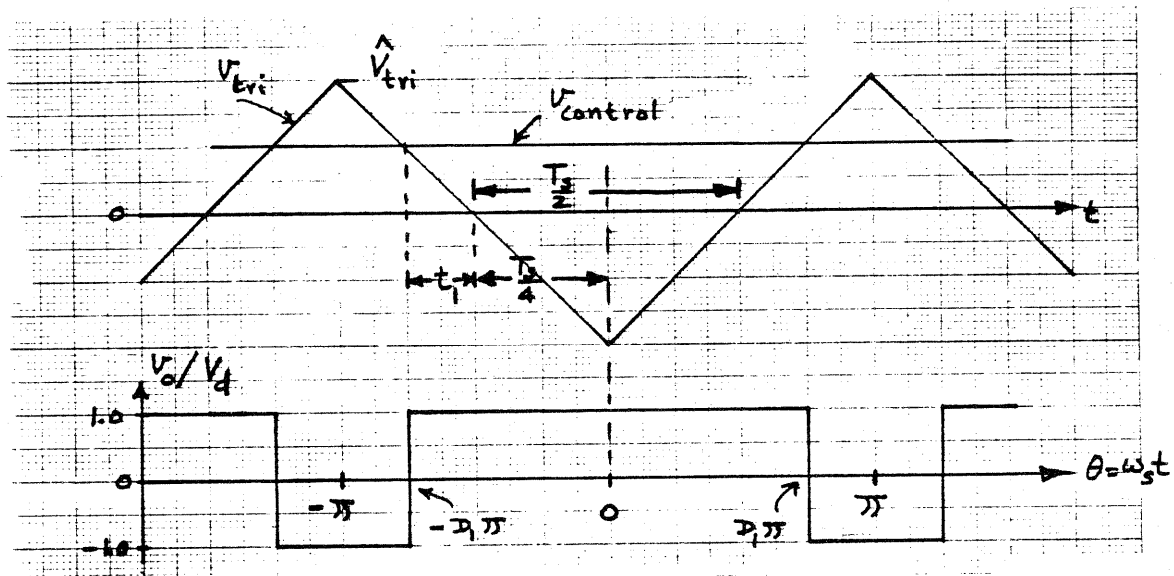 v_tri
V̂_tri
v_control
T_s/2
0
t
t_1
T_s/4
v_o/V_d
1.0
0
-1.0
-π
-D_1π
0
D_1π
π
θ=ω_st